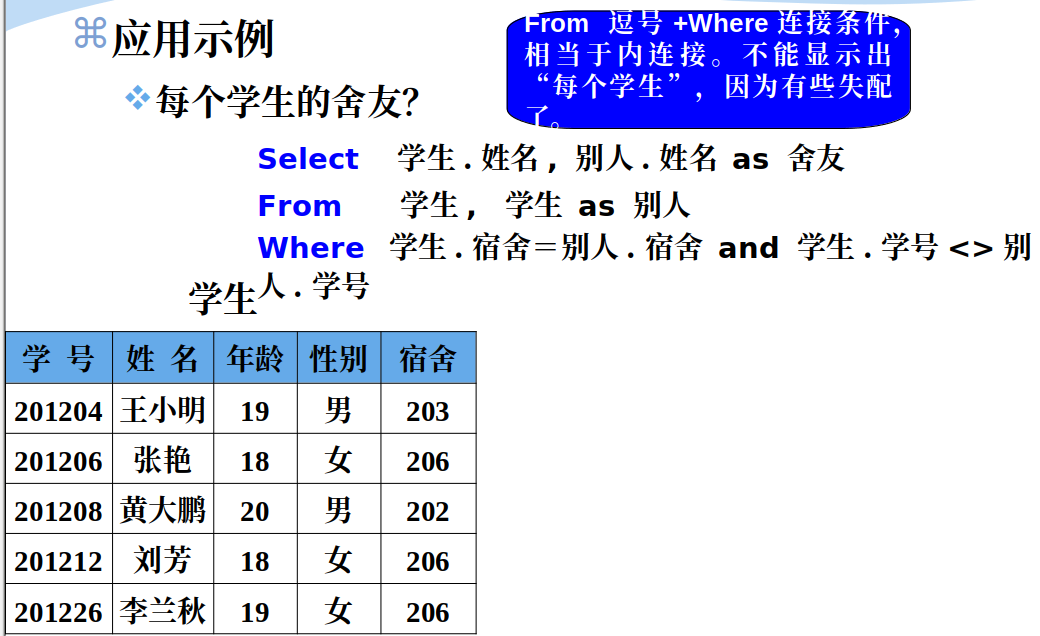 应用示例
From 逗号 +Where 连接条件,
相当于内连接。不能显示出
“每个学生”，因为有些失配
了。
每个学生的舍友?
Select 学生 . 姓名 , 别人 . 姓名 as 舍友
From 学生 , 学生 as 别人
Where 学生 . 宿舍＝别人 . 宿舍 and 学生 . 学号 <> 别
人 . 学号
学生
学 号 姓 名 年龄 性别 宿舍
201204 王小明 19 男 203
201206 张艳 18 女 206
201208 黄大鹏 20 男 202
201212 刘芳 18 女 206
201226 李兰秋 19 女 206